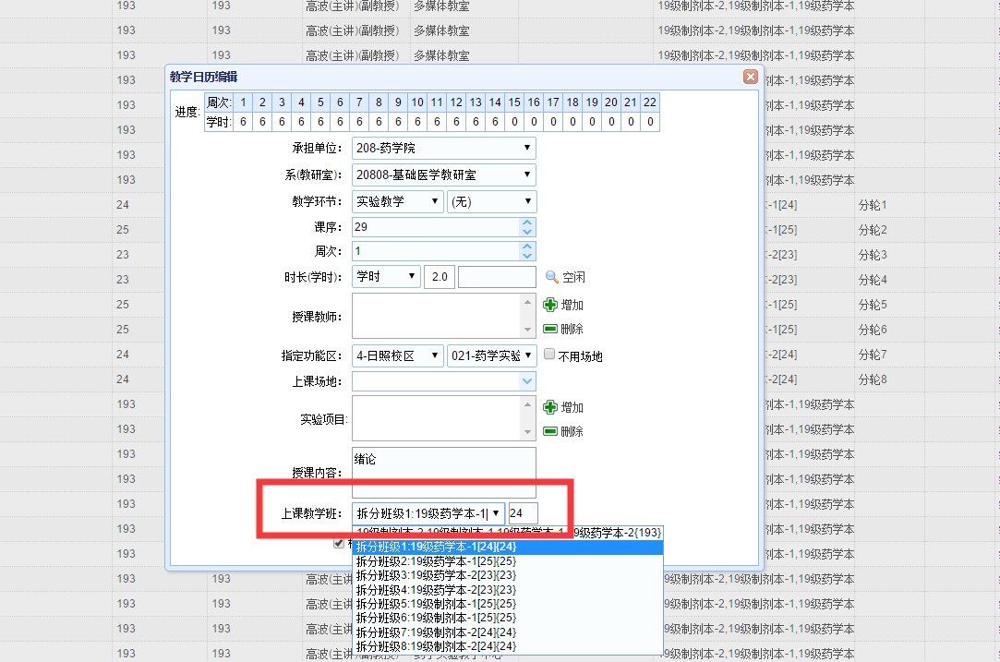 193 193 高波(主讲)(副教授) 多媒体教室 19级制剂本-2,19级制剂本-1,19级药学本
193 193 高波(主讲)(副教授) 多媒体教室 19级制剂本-2,19级制剂本-1,19级药学本
193 193 高波(主讲)(副教授) 多媒体教室 19级制剂本-2,19级制剂本-1,19级药学本
教学日历编辑
193 剂本-1,19级药学本
进度:
周次: 1 2 3 4 5 6 7 8 9 10 11 12 13 14 15 16 17 18 19 20 21 22
193 剂本-1,19级药学本
学时: 6 6 6 6 6 6 6 6 6 6 6 6 6 6 0 0 0 0 0 0 0 0
193 剂本-1,19级药学本
承担单位: 208-药学院
193 剂本-1,19级药学本
系(教研室): 20808-基础医学教研室
193 剂本-1,19级药学本
教学环节: 实验教学 (无)
24 -1[24] 分轮1
课序: 29
25 -1[25] 分轮2
周次: 1
23 -2[23] 分轮3
时长(学时): 学时 2.0 空闲
23 -2[23] 分轮4
25 -1[25] 分轮5
授课教师: 增加
删除
25 -1[25] 分轮6
指定功能区: 4-日照校区 021-药学实验 不用场地
24 -2[24] 分轮7
上课场地:
24 -2[24] 分轮8
193 剂本-1,19级药学本
实验项目: 增加
删除
193 剂本-1,19级药学本
193 剂本-1,19级药学本
授课内容: 绪论
193 剂本-1,19级药学本
193 剂本-1,19级药学本
上课教学班: 拆分班级1:19级药学本-1 24
193 剂本-1,19级药学本
19级制剂本-2,19级制剂本-1,19级药学本-1,19级药学本-2{193}
拆分班级1:19级药学本-1[24]{24}
193 剂本-1,19级药学本
拆分班级2:19级药学本-1[25]{25}
拆分班级3:19级药学本-2[23]{23}
193 193 高波(主讲 19级制剂本-2,19级制剂本-1,19级药学本
拆分班级4:19级药学本-2[23]{23}
拆分班级5:19级制剂本-1[25]{25}
193 193 高波(主讲 19级制剂本-2,19级制剂本-1,19级药学本
拆分班级6:19级制剂本-1[25]{25}
193 193 高波(主讲 19级制剂本-2,19级制剂本-1,19级药学本
拆分班级7:19级制剂本-2[24]{24}
拆分班级8:19级制剂本-2[24]{24}
193 193 19级制剂本-2,19级制剂本-1,19级药学本